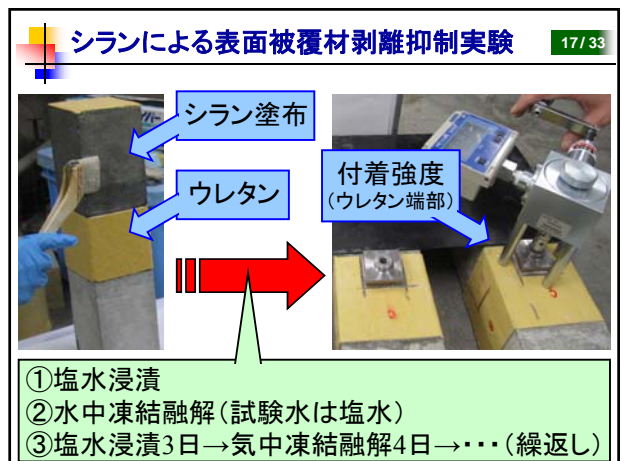 シランによる表面被覆材剥離抑制実験
17/ 33
シラン塗布
ウレタン
付着強度
(ウレタン端部)
①塩水浸漬
②水中凍結融解(試験水は塩水)
③塩水浸漬3日→気中凍結融解4日→・・・(繰返し)